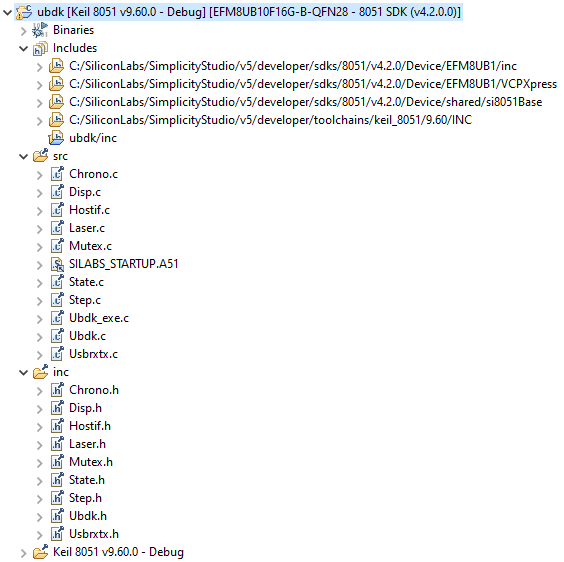 ubdk [Keil 8051 v9.60.0 - Debug] [EFM8UB10F16G-B-QFN28 - 8051 SDK (v4.2.0.0)]
Binaries
Includes
C:/SiliconLabs/SimplicityStudio/v5/developer/sdks/8051/v4.2.0/Device/EFM8UB1/inc
C:/SiliconLabs/SimplicityStudio/v5/developer/sdks/8051/v4.2.0/Device/EFM8UB1/VCPXpress
C:/SiliconLabs/SimplicityStudio/v5/developer/sdks/8051/v4.2.0/Device/shared/si8051Base
C:/SiliconLabs/SimplicityStudio/v5/developer/toolchains/keil_8051/9.60/INC
ubdk/inc
src
Chrono.c
Disp.c
Hostif.c
Laser.c
Mutex.c
SILABS_STARTUP.A51
State.c
Step.c
Ubdk_exe.c
Ubdk.c
Usbrxtx.c
inc
Chrono.h
Disp.h
Hostif.h
Laser.h
Mutex.h
State.h
Step.h
Ubdk.h
Usbrxtx.h
Keil 8051 v9.60.0 - Debug